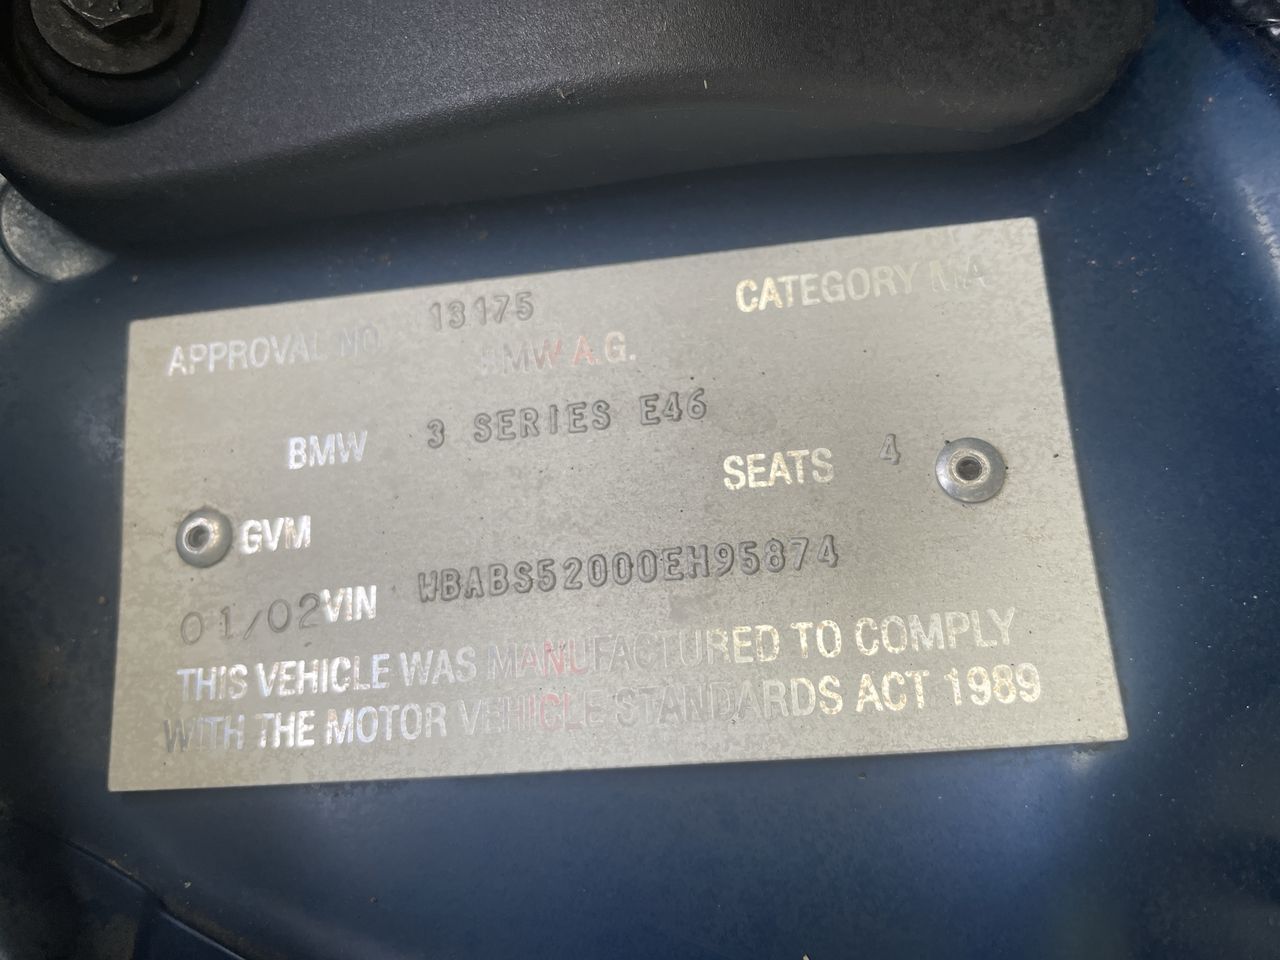 APPROVAL NO 13175 CATEGORY MA
BMW A.G.
BMW 3 SERIES E46
SEATS 4
GVM
01/02 VIN WBABS52000EH95874
THIS VEHICLE WAS MANUFACTURED TO COMPLY
WITH THE MOTOR VEHICLE STANDARDS ACT 1989